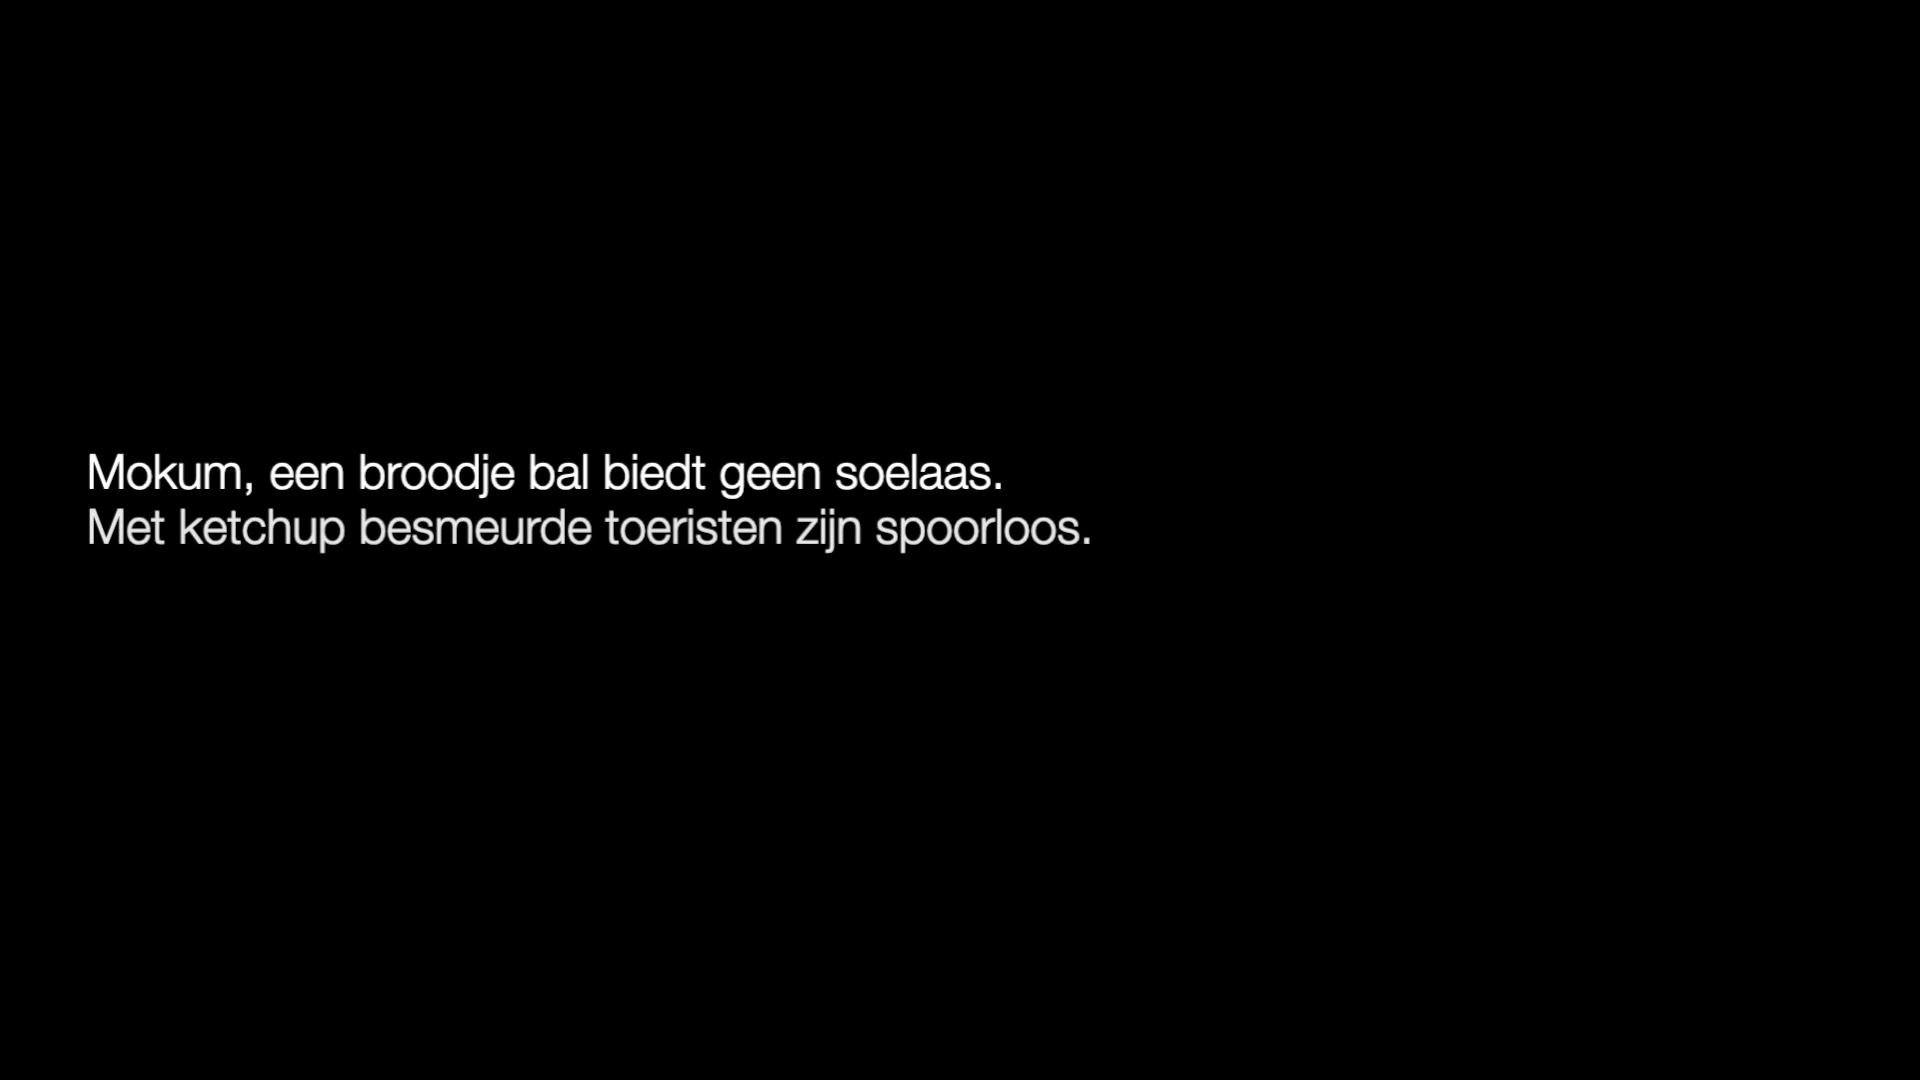 Mokum, een broodje bal biedt geen soelaas.
Met ketchup besmeurde toeristen zijn spoorloos.